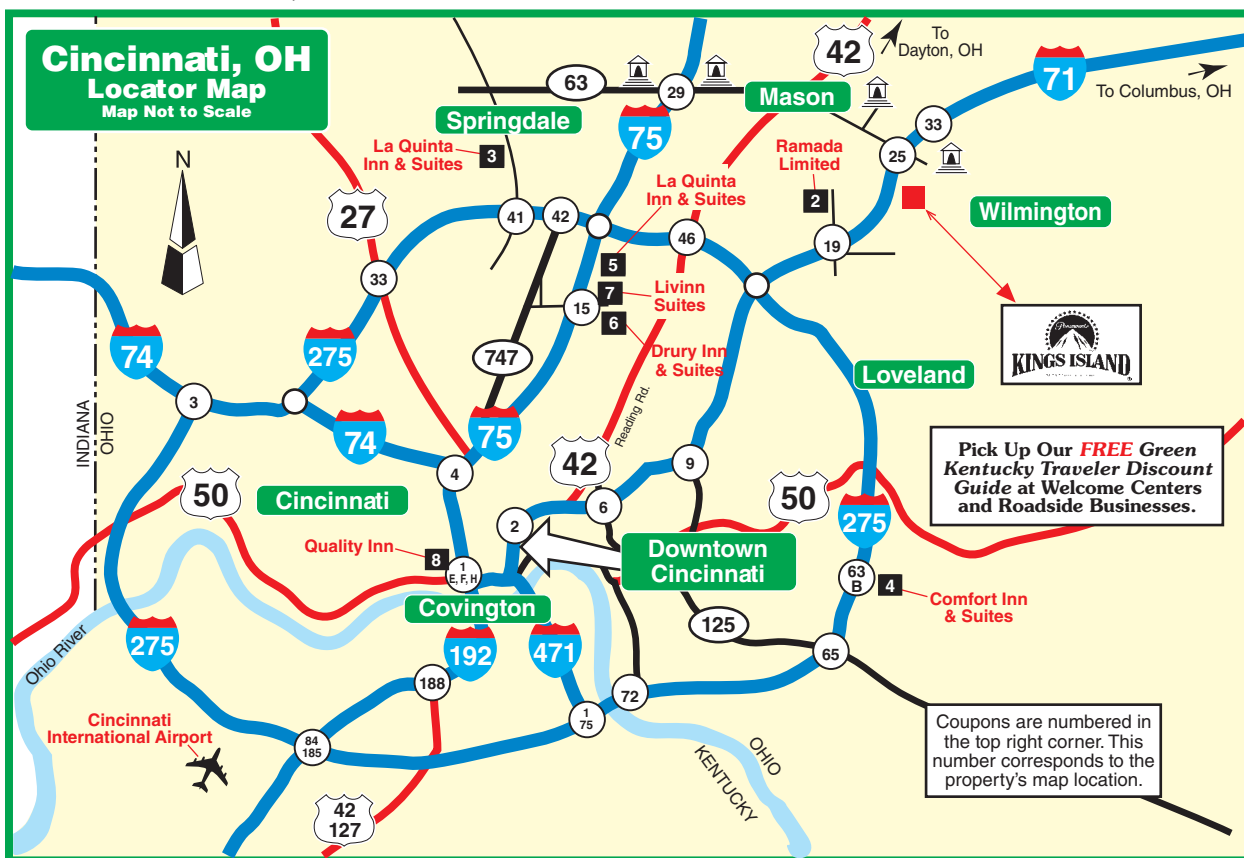 Cincinnati, OH
Locator Map
Map Not to Scale
N
INDIANA
OHIO
27
63
29
Springdale
La Quinta
Inn & Suites
3
75
42
To
Dayton, OH
Mason
71
To Columbus, OH
33
25
Ramada
Limited
2
La Quinta
Inn & Suites
Wilmington
41
42
46
19
33
5
7
Livinn
Suites
15
6
Drury Inn
& Suites
747
74
275
3
74
75
4
Reading Rd.
42
Loveland
Paramount's
KINGS ISLAND
Pick Up Our FREE Green
Kentucky Traveler Discount
Guide at Welcome Centers
and Roadside Businesses.
50
Cincinnati
9
6
2
50
275
Quality Inn
8
1
E, F, H
Downtown
Cincinnati
63
B
4
Comfort Inn
& Suites
Covington
125
Ohio River
275
192
471
188
72
65
1
75
84
185
Cincinnati
International Airport
OHIO
KENTUCKY
42
127
Coupons are numbered in
the top right corner. This
number corresponds to the
property's map location.